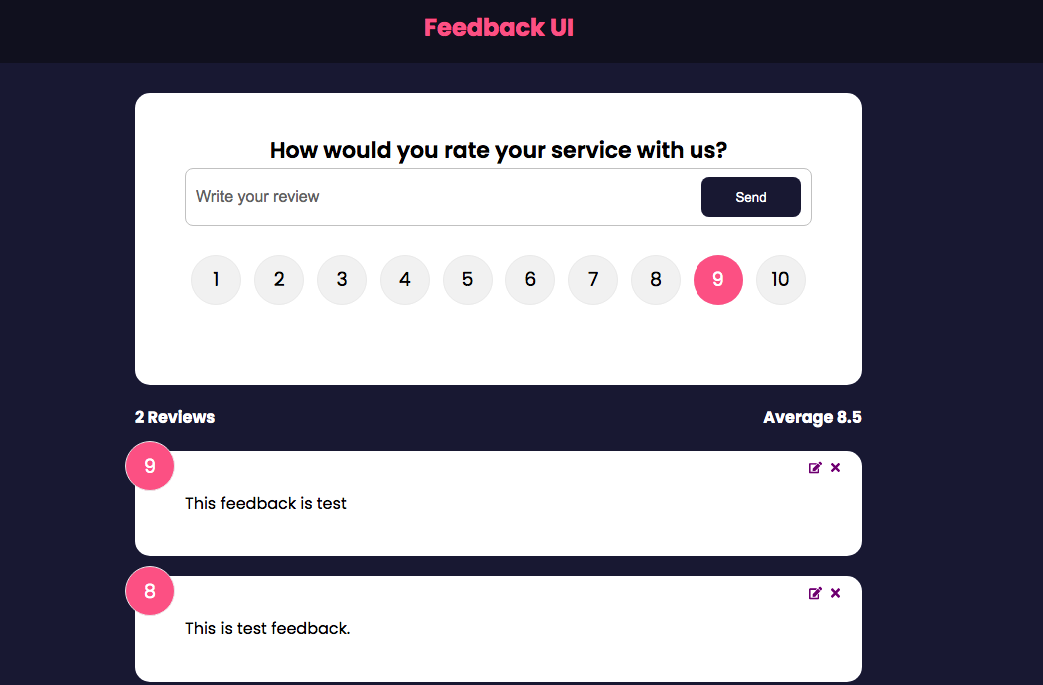 Feedback UI
How would you rate your service with us?
Write your review Send
1 2 3 4 5 6 7 8 9 10
2 Reviews Average 8.5
9
This feedback is test
8
This is test feedback.